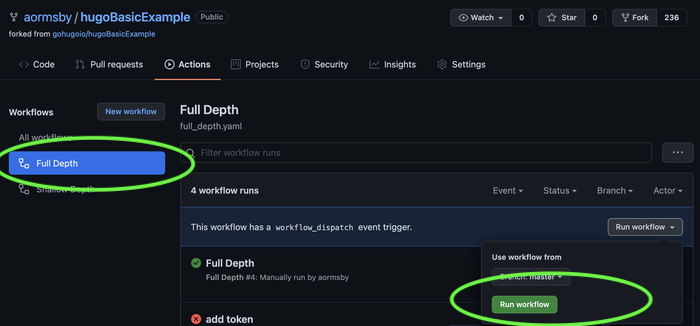 aormsby / hugoBasicExample Public
Watch 0 Star 0 Fork 236
forked from gohugoio/hugoBasicExample
Code Pull requests Actions Projects Security Insights Settings
Workflows New workflow
All workflows
Full Depth
Shallow Depth
Full Depth
full_depth.yaml
Filter workflow runs
4 workflow runs Event Status Branch Actor
This workflow has a workflow_dispatch event trigger. Run workflow
Use workflow from
Branch: master
Run workflow
Full Depth
Full Depth #4: Manually run by aormsby
add token